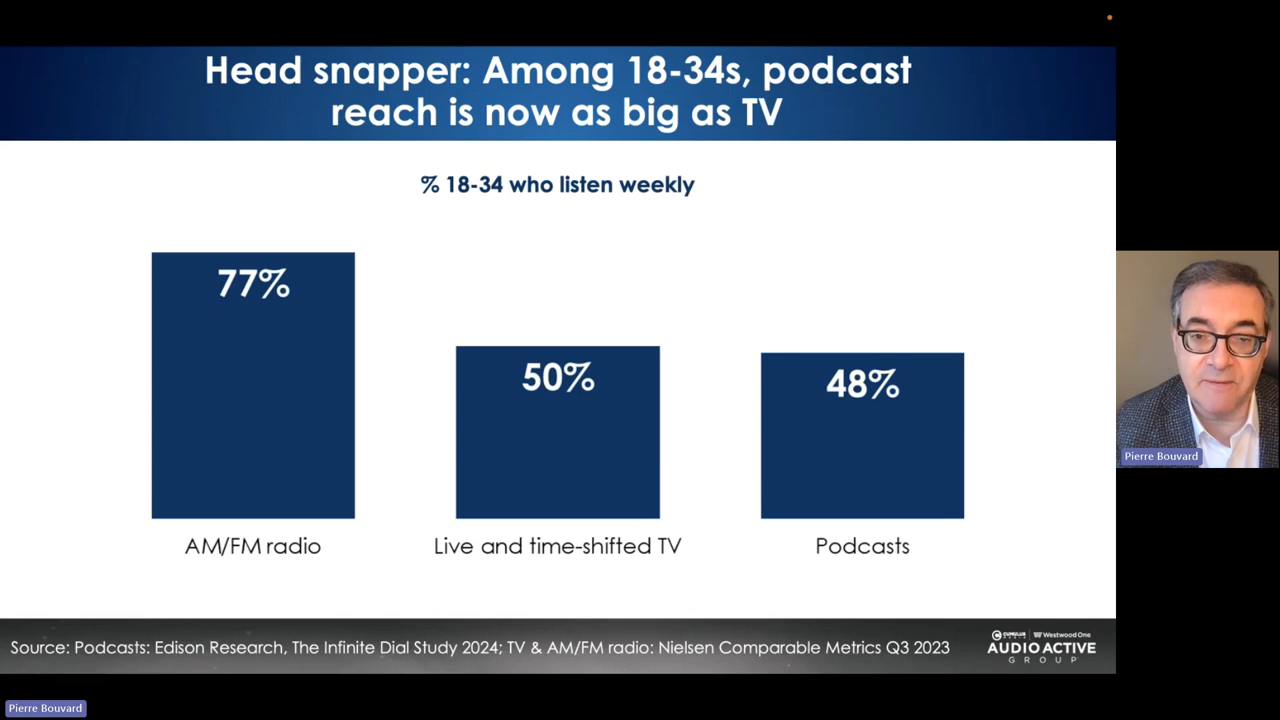 Head snapper: Among 18-34s, podcast
reach is now as big as TV
% 18-34 who listen weekly
77%
50%
48%
AM/FM radio
Live and time-shifted TV
Podcasts
Source: Podcasts: Edison Research, The Infinite Dial Study 2024; TV & AM/FM radio: Nielsen Comparable Metrics Q3 2023
CUMULUS MEDIA | Westwood One
AUDIO ACTIVE
GROUP
Pierre Bouvard
Pierre Bouvard